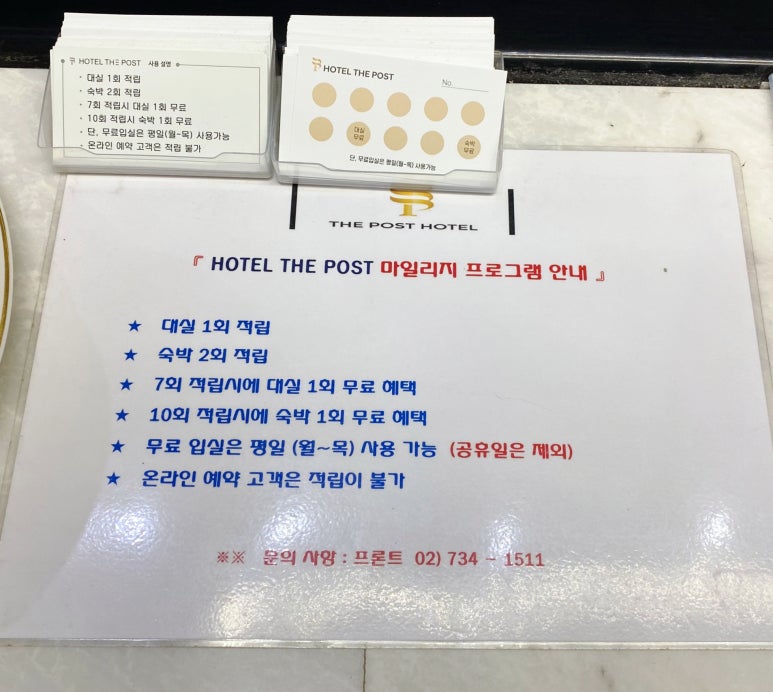 HOTEL THE POST 사용 설명
• 대실 1회 적립
• 숙박 2회 적립
• 7회 적립시 대실 1회 무료
• 10회 적립시 숙박 1회 무료
• 단, 무료입실은 평일(월~목) 사용가능
• 온라인 예약 고객은 적립 불가
HOTEL THE POST
No.
대실
무료
숙박
무료
단, 무료입실은 평일(월~목) 사용가능
THE POST HOTEL
『 HOTEL THE POST 마일리지 프로그램 안내 』
★ 대실 1회 적립
★ 숙박 2회 적립
★ 7회 적립시에 대실 1회 무료 혜택
★ 10회 적립시에 숙박 1회 무료 혜택
★ 무료 입실은 평일 (월~목) 사용 가능 (공휴일은 제외)
★ 온라인 예약 고객은 적립이 불가
※※ 문의 사항 : 프론트 02) 734 - 1511